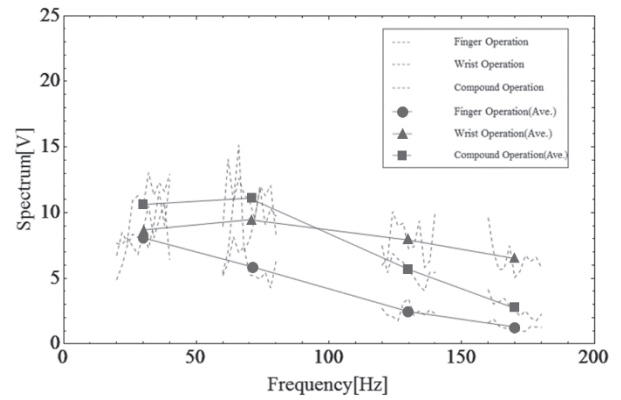 25
20
15
10
5
0
0
50
100
150
200
Spectrum[V]
Frequency[Hz]
Finger Operation
Wrist Operation
Compound Operation
Finger Operation(Ave.)
Wrist Operation(Ave.)
Compound Operation(Ave.)